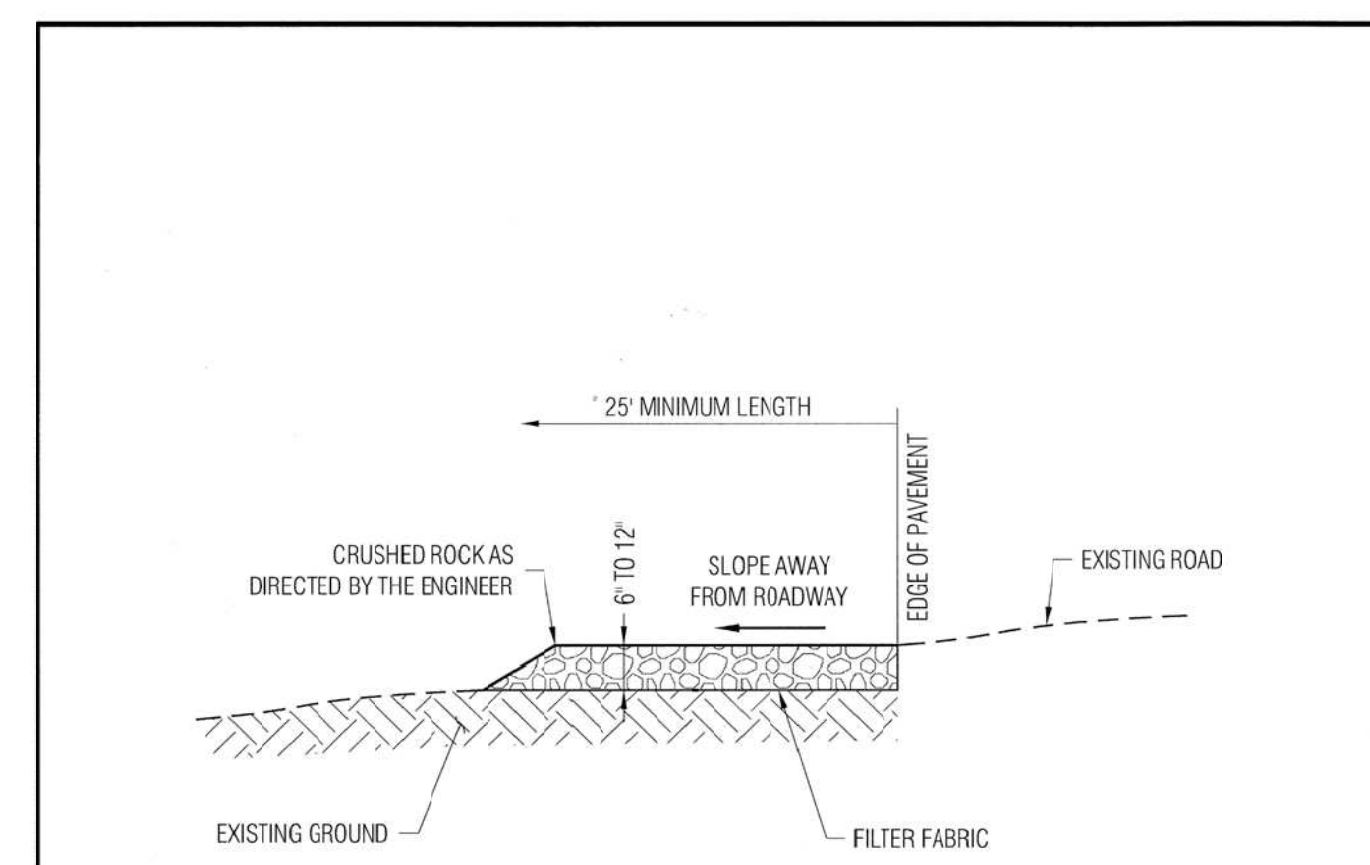 25' MINIMUM LENGTH
EDGE OF PAVEMENT
CRUSHED ROCK AS
DIRECTED BY THE ENGINEER
6" TO 12"
SLOPE AWAY
FROM ROADWAY
EXISTING ROAD
EXISTING GROUND
FILTER FABRIC